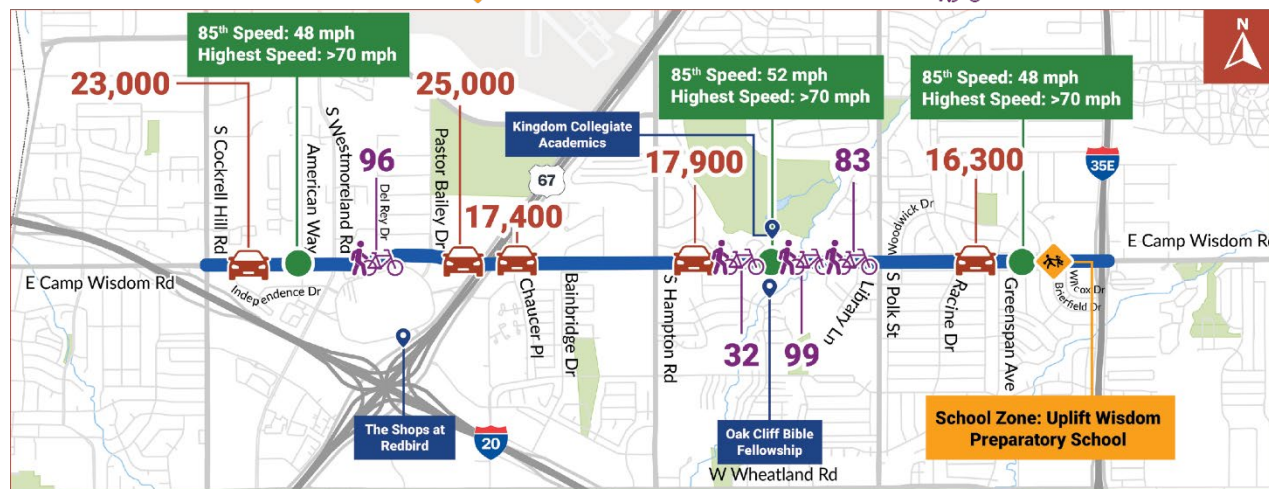 85th Speed: 48 mph
Highest Speed: >70 mph
23,000
S Cockrell Hill Rd
American Way
S Westmoreland Rd
96
Del Rey Dr
25,000
Pastor Bailey Dr
67
17,400
Kingdom Collegiate
Academics
85th Speed: 52 mph
Highest Speed: >70 mph
17,900
83
85th Speed: 48 mph
Highest Speed: >70 mph
16,300
N
35E
E Camp Wisdom Rd
Independence Dr
Chaucer Pl
Bainbridge Dr
S Hampton Rd
32
99
Library Ln
Woodwick Dr
S Polk St
Racine Dr
Greenspan Ave
Wilcox Dr
Brierfield Dr
E Camp Wisdom Rd
The Shops at
Redbird
20
Oak Cliff Bible
Fellowship
W Wheatland Rd
School Zone: Uplift Wisdom
Preparatory School